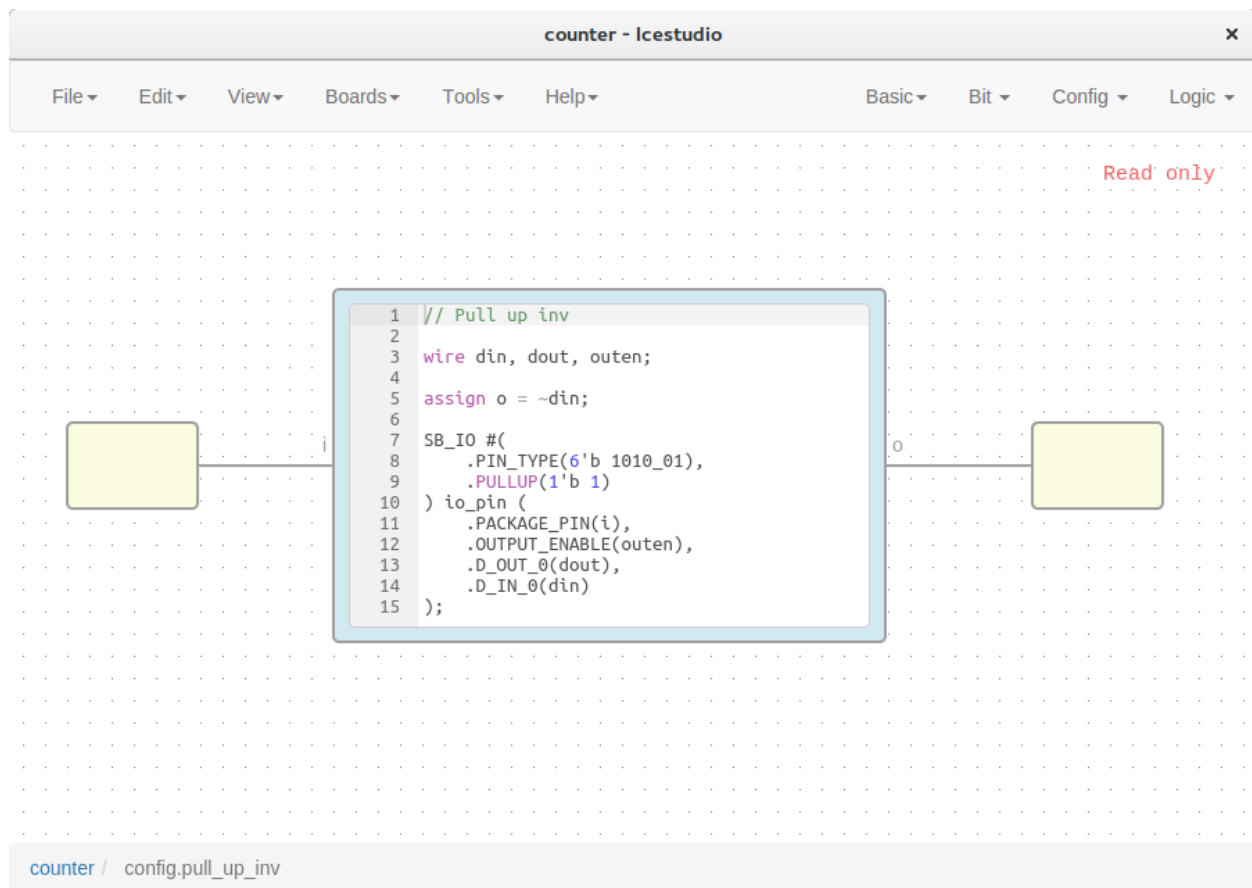 counter - Icestudio ×
File Edit View Boards Tools Help Basic Bit Config Logic
Read only
1 // Pull up inv
2
3 wire din, dout, outen;
4
5 assign o = ~din;
6
7 SB_IO #(
8 .PIN_TYPE(6'b 1010_01),
9 .PULLUP(1'b 1)
10 ) io_pin (
11 .PACKAGE_PIN(i),
12 .OUTPUT_ENABLE(outen),
13 .D_OUT_0(dout),
14 .D_IN_0(din)
15 );
i
o
counter / config.pull_up_inv